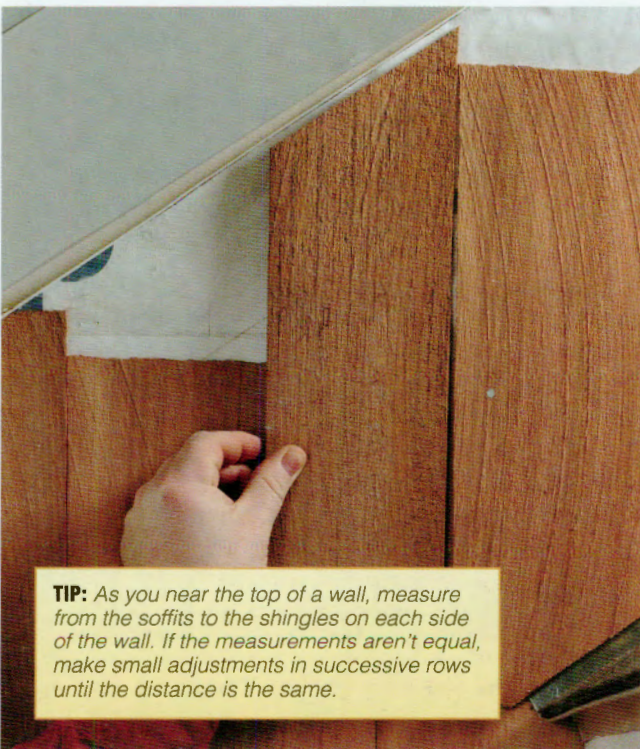 TIP: As you near the top of a wall, measure
from the soffits to the shingles on each side
of the wall. If the measurements aren't equal,
make small adjustments in successive rows
until the distance is the same.